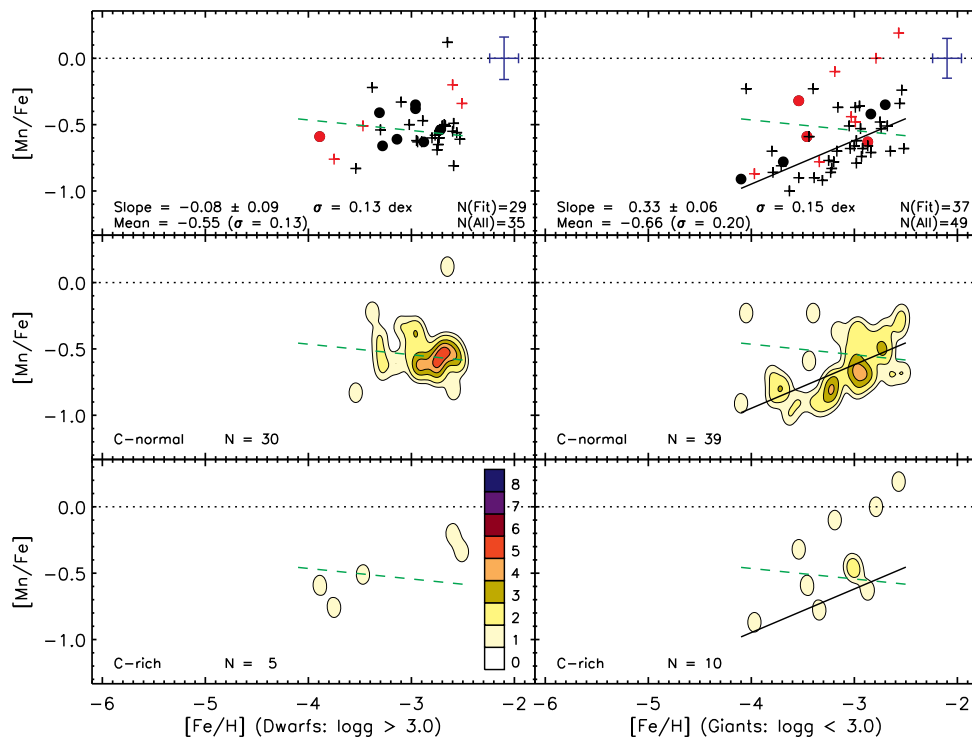 0.0
−0.5
−1.0
[Mn/Fe]
Slope = −0.08 ± 0.09 σ = 0.13 dex N(Fit)=29
Mean = −0.55 (σ = 0.13) N(All)=35
Slope = 0.33 ± 0.06 σ = 0.15 dex N(Fit)=37
Mean = −0.66 (σ = 0.20) N(All)=49
0.0
−0.5
−1.0
[Mn/Fe]
C−normal N = 30
C−normal N = 39
0.0
−0.5
−1.0
[Mn/Fe]
8
7
6
5
4
3
2
1
0
C−rich N = 5
C−rich N = 10
−6 −5 −4 −3 −2
−6 −5 −4 −3 −2
[Fe/H] (Dwarfs: logg > 3.0)
[Fe/H] (Giants: logg < 3.0)